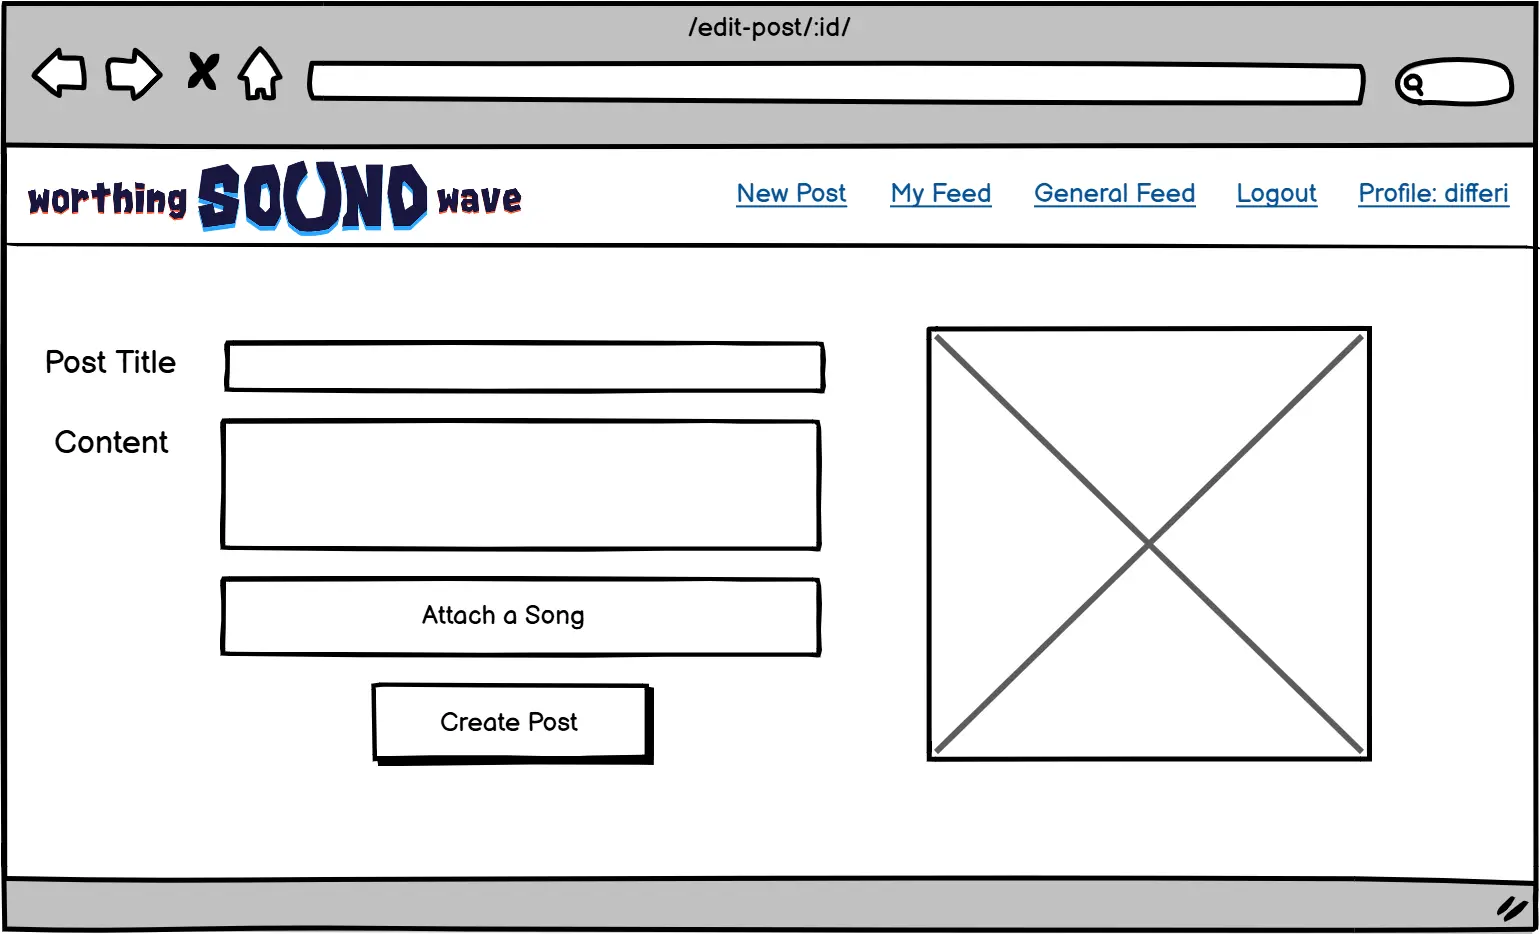 /edit-post/:id/
worthing SOUND wave
New Post My Feed General Feed Logout Profile: differi
Post Title
Content
Attach a Song
Create Post